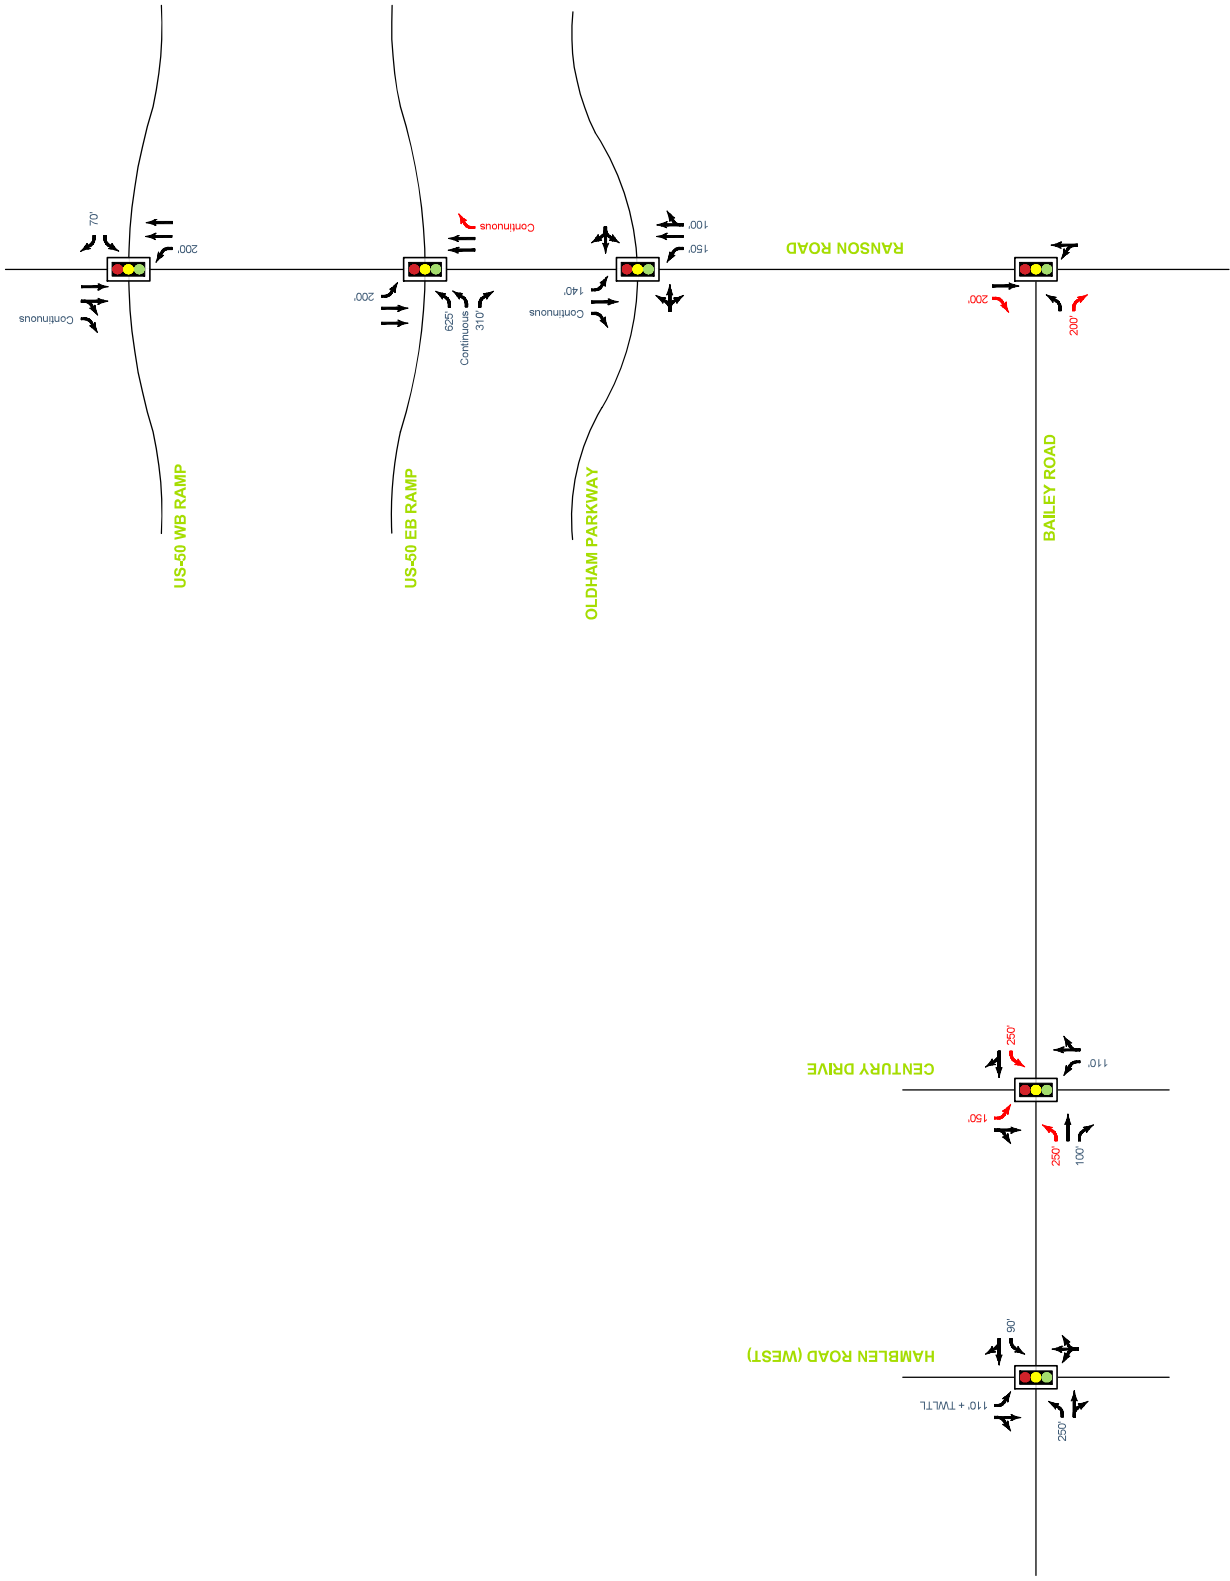 70'
200'
Continuous
US-50 WB RAMP
Continuous
200'
625'
Continuous
310'
US-50 EB RAMP
100'
150'
140'
Continuous
OLDHAM PARKWAY
RANSON ROAD
200'
200'
BAILEY ROAD
CENTURY DRIVE
250'
110'
150'
250'
100'
HAMBLEN ROAD (WEST)
90'
110' + TWLTL
250'